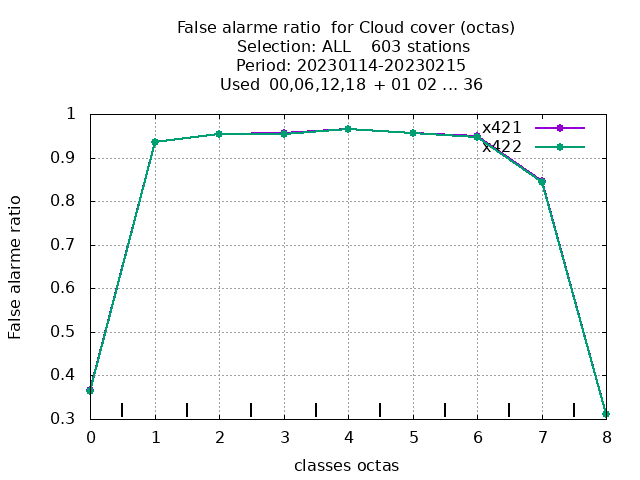 False alarme ratio  for Cloud cover (octas)
Selection: ALL    603 stations
Period: 20230114-20230215
Used  00,06,12,18  + 01 02 ... 36
x421
x422
False alarme ratio
1
0.9
0.8
0.7
0.6
0.5
0.4
0.3
0 1 2 3 4 5 6 7 8
classes octas